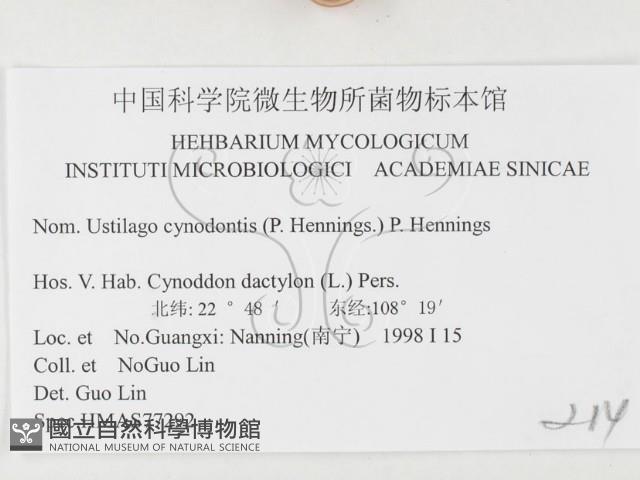 中国科学院微生物所菌物标本馆
HEHBARIUM MYCOLOGICUM
INSTITUTI MICROBIOLOGICI ACADEMIAE SINICAE
Nom. Ustilago cynodontis (P. Hennings.) P. Hennings
Hos. V. Hab. Cynoddon dactylon (L.) Pers.
北纬: 22 ° 48 ′ 东经:108° 19′
Loc. et No.Guangxi: Nanning(南宁) 1998 I 15
Coll. et NoGuo Lin
Det. Guo Lin
Spec.HMAS77292
214
國立自然科學博物館
NATIONAL MUSEUM OF NATURAL SCIENCE